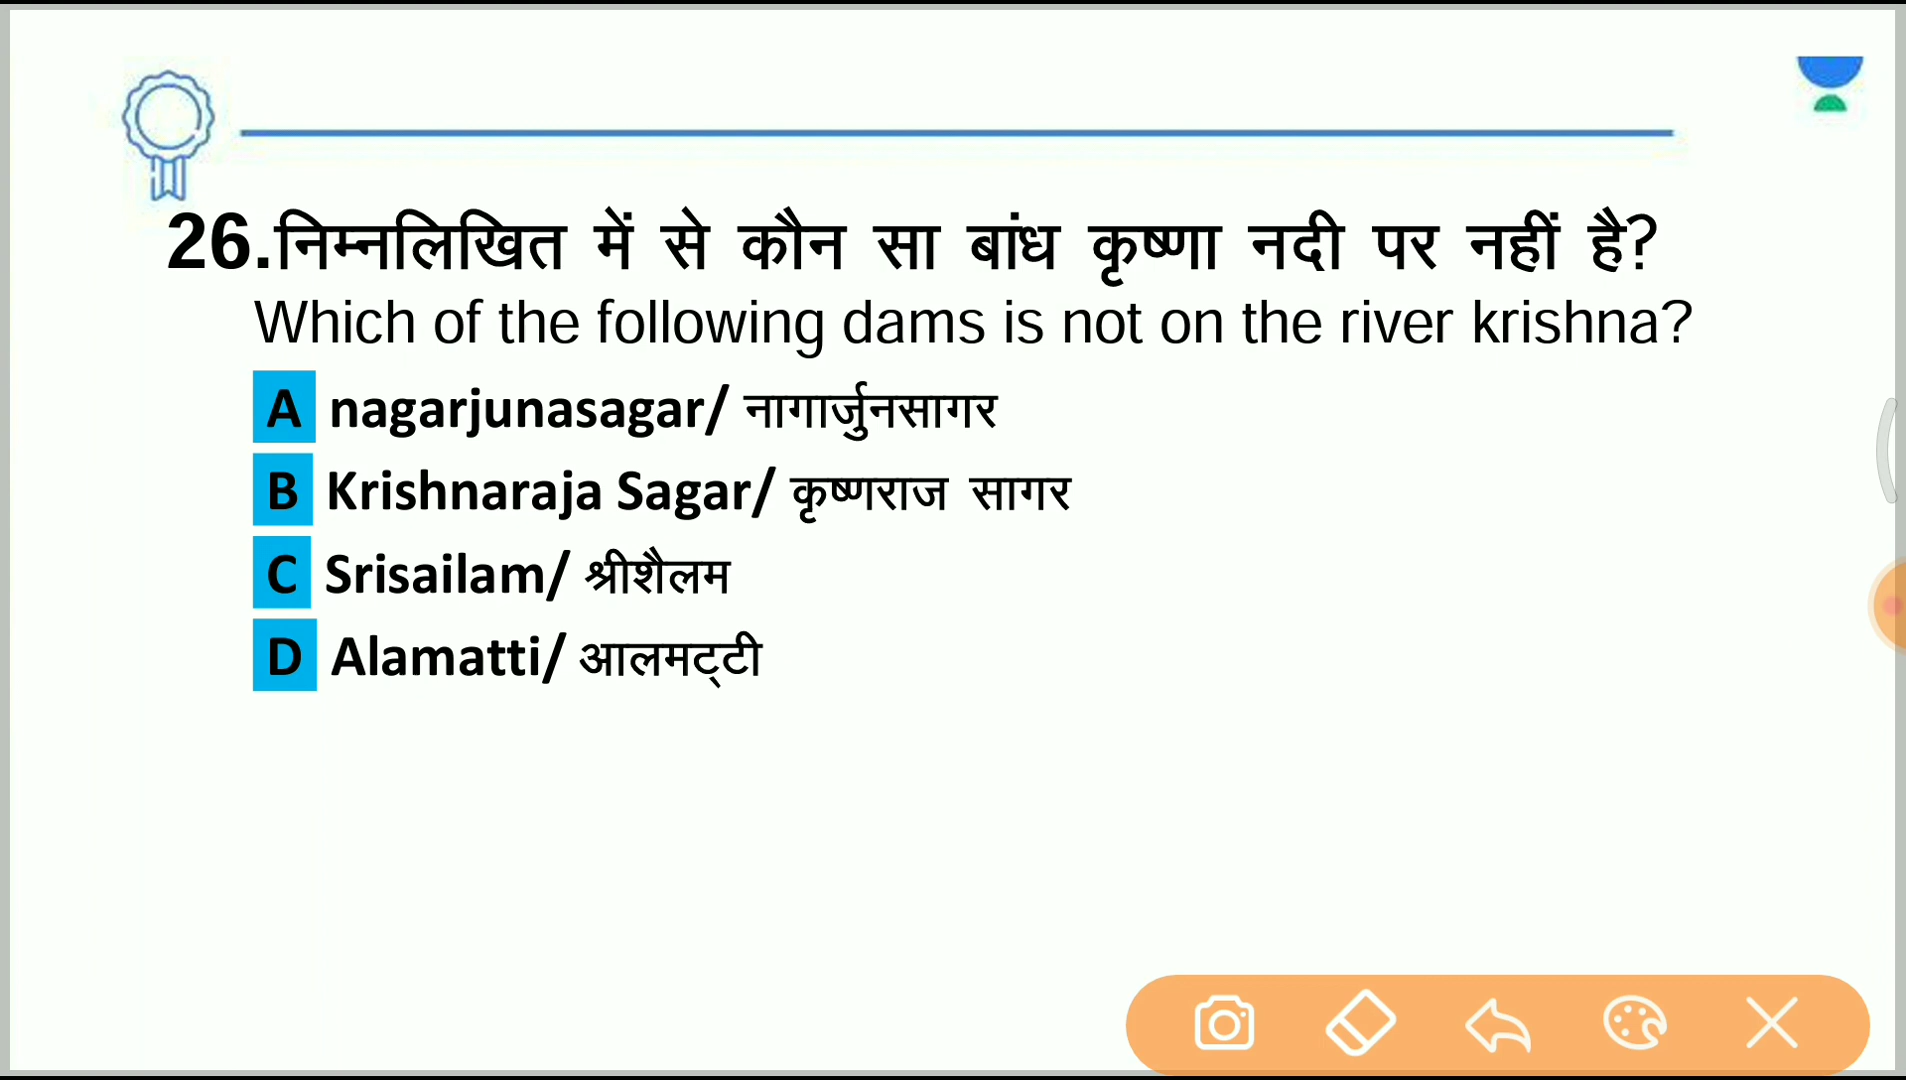 26.निम्नलिखित में से कौन सा बांध कृष्णा नदी पर नहीं है?
Which of the following dams is not on the river krishna?
A nagarjunasagar/ नागार्जुनसागर
B Krishnaraja Sagar/ कृष्णराज सागर
C Srisailam/ श्रीशैलम
D Alamatti/ आलमट्टी